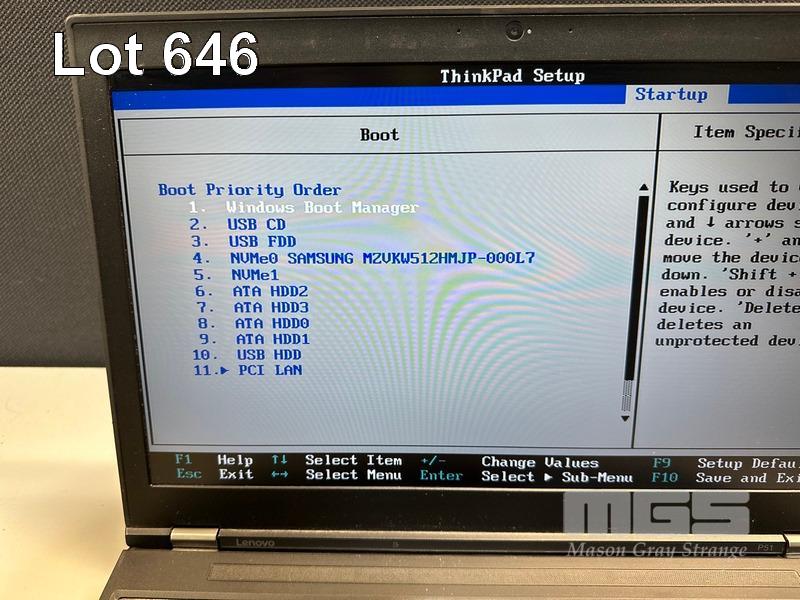 Lot 646
ThinkPad Setup
Startup
Boot
Item Specifi
Boot Priority Order
1. Windows Boot Manager
2. USB CD
3. USB FDD
4. NVMe0 SAMSUNG MZVKW512HMJP-000L7
5. NVMe1
6. ATA HDD2
7. ATA HDD3
8. ATA HDD0
9. ATA HDD1
10. USB HDD
11.▸ PCI LAN
Keys used to
configure dev
and ↓ arrows s
device. '+' an
move the devic
down. 'Shift +
enables or disa
device. 'Delete
deletes an
unprotected dev
F1 Help ↑↓ Select Item +/- Change Values F9 Setup Defau
Esc Exit ←→ Select Menu Enter Select ▸ Sub-Menu F10 Save and Exi
MGS
Mason Gray Strange
Lenovo
P51